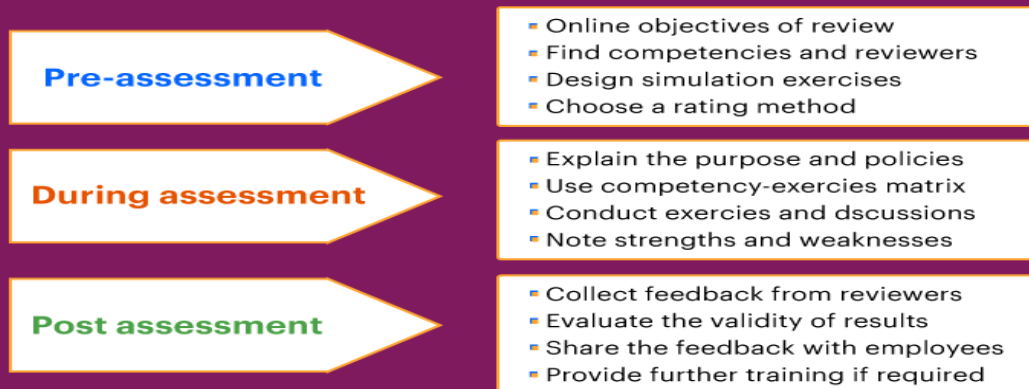 Pre-assessment
Online objectives of review
Find competencies and reviewers
Design simulation exercises
Choose a rating method
During assessment
Explain the purpose and policies
Use competency-exercies matrix
Conduct exercies and dscussions
Note strengths and weaknesses
Post assessment
Collect feedback from reviewers
Evaluate the validity of results
Share the feedback with employees
Provide further training if required